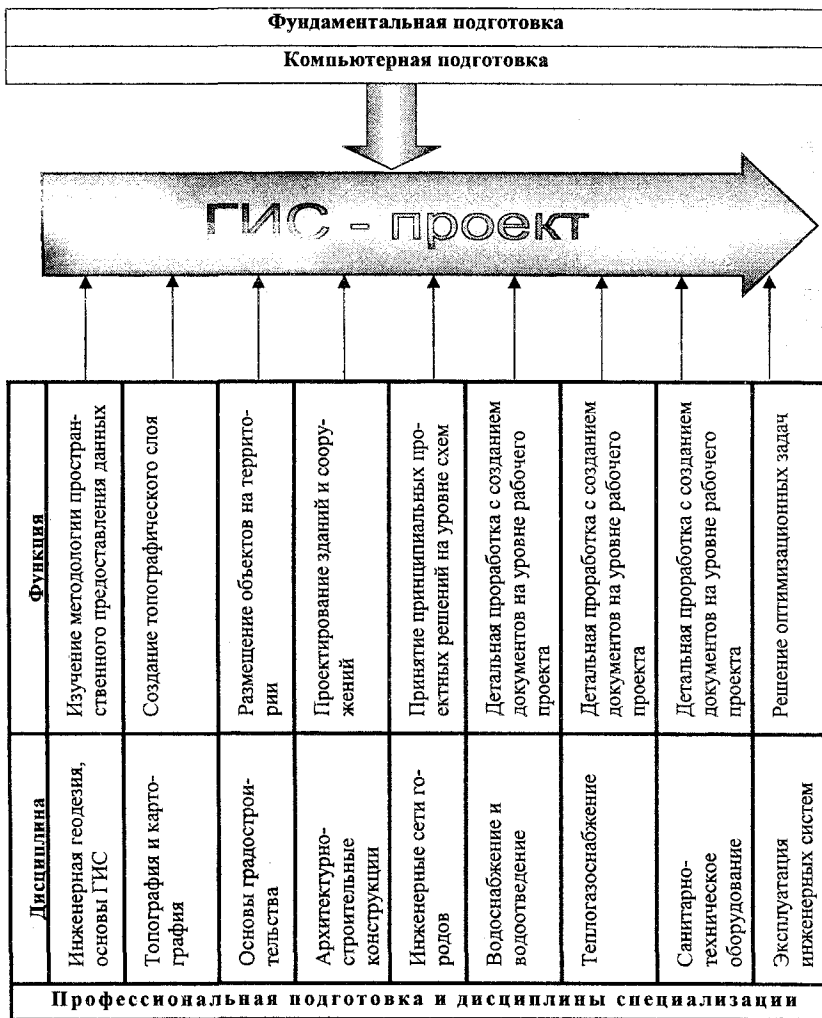 Фундаментальная подготовка
Компьютерная подготовка
ГИС - проект
Функция
Изучение методологии простран-
ственного предоставления данных
Создание топографического слоя
Размещение объектов на террито-
рии
Проектирование зданий и соору-
жений
Принятие принципиальных про-
ектных решений на уровне схем
Детальная проработка с созданием
документов на уровне рабочего
проекта
Детальная проработка с созданием
документов на уровне рабочего
проекта
Детальная проработка с созданием
документов на уровне рабочего
проекта
Решение оптимизационных задач
Дисциплина
Инженерная геодезия,
основы ГИС
Топография и карто-
графия
Основы градострои-
тельства
Архитектурно-
строительные
конструкции
Инженерные сети го-
родов
Водоснабжение и
водоотведение
Теплогазоснабжение
Санитарно-
техническое
оборудование
Эксплуатация
инженерных систем
Профессиональная подготовка и дисциплины специализации